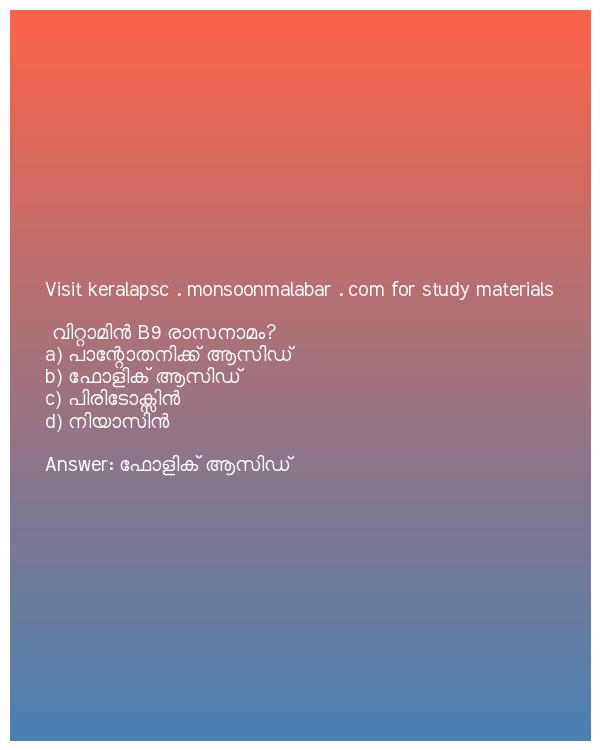 Visit keralapsc . monsoonmalabar . com for study materials
വിറ്റാമിൻ B9 രാസനാമം?
a) പാന്റോതനിക്ക് ആസിഡ്
b) ഫോളിക് ആസിഡ്
c) പിരിടോക്സിൻ
d) നിയാസിൻ
Answer: ഫോളിക് ആസിഡ്